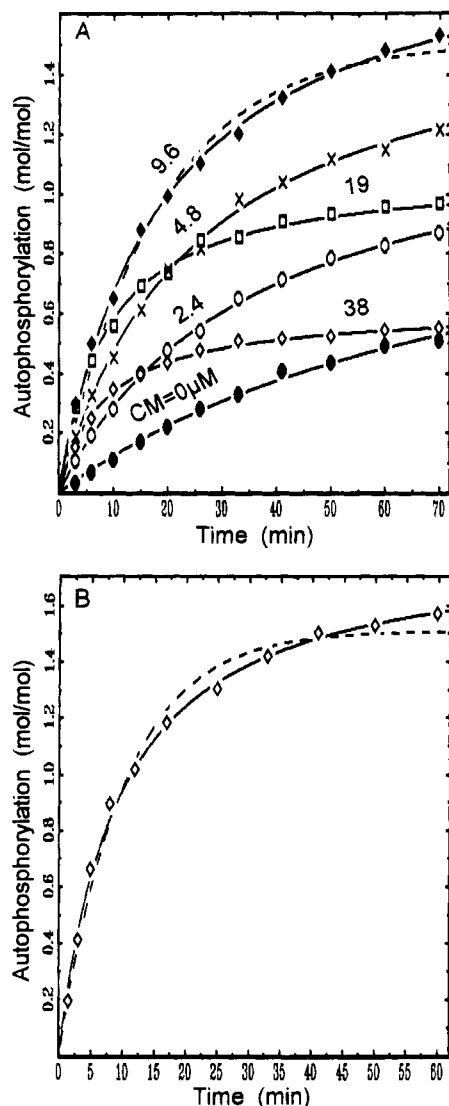 A
Autophosphorylation (mol/mol)
1.4
1.2
1.0
0.8
0.6
0.4
0.2
9.6
4.8
19
2.4
38
CM=0μM
0 10 20 30 40 50 60 70
Time (min)
B
Autophosphorylation (mol/mol)
1.6
1.4
1.2
1.0
0.8
0.6
0.4
0.2
0 5 10 15 20 25 30 35 40 45 50 55 60
Time (min)